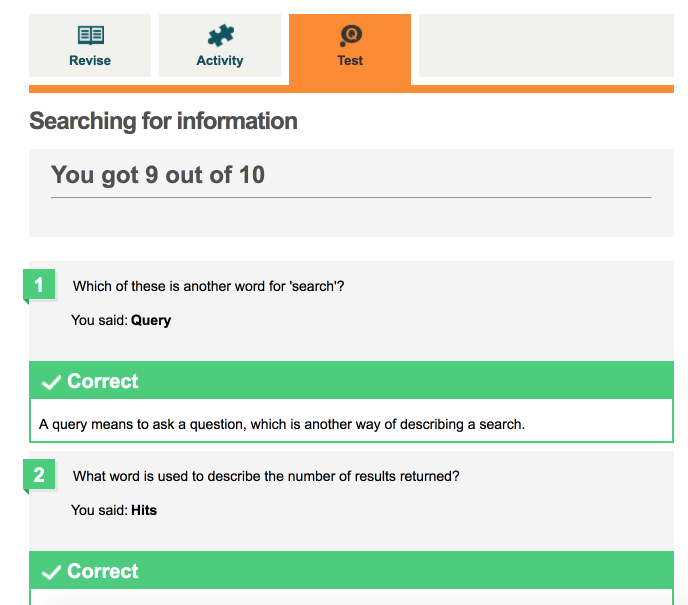 Revise
Activity
Test
Searching for information
You got 9 out of 10
1
Which of these is another word for 'search'?
You said: Query
Correct
A query means to ask a question, which is another way of describing a search.
2
What word is used to describe the number of results returned?
You said: Hits
Correct